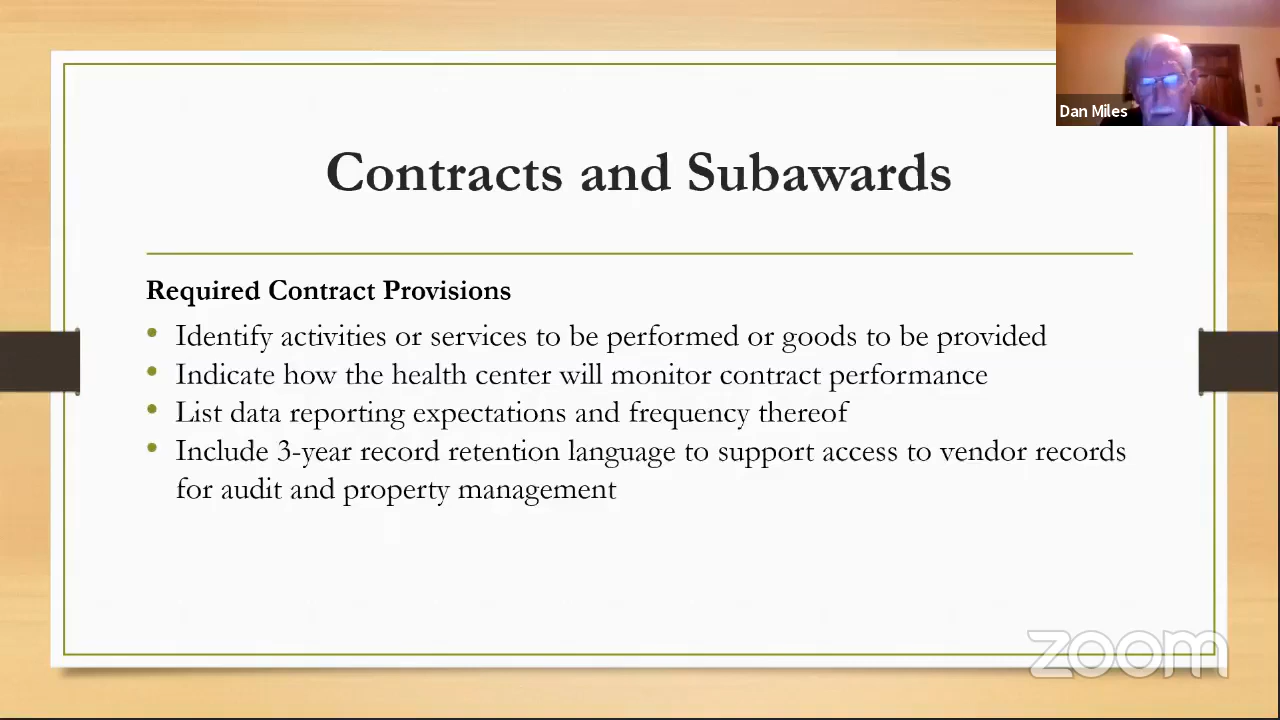 Dan Miles
Contracts and Subawards
Required Contract Provisions
• Identify activities or services to be performed or goods to be provided
• Indicate how the health center will monitor contract performance
• List data reporting expectations and frequency thereof
• Include 3-year record retention language to support access to vendor records
for audit and property management
zoom